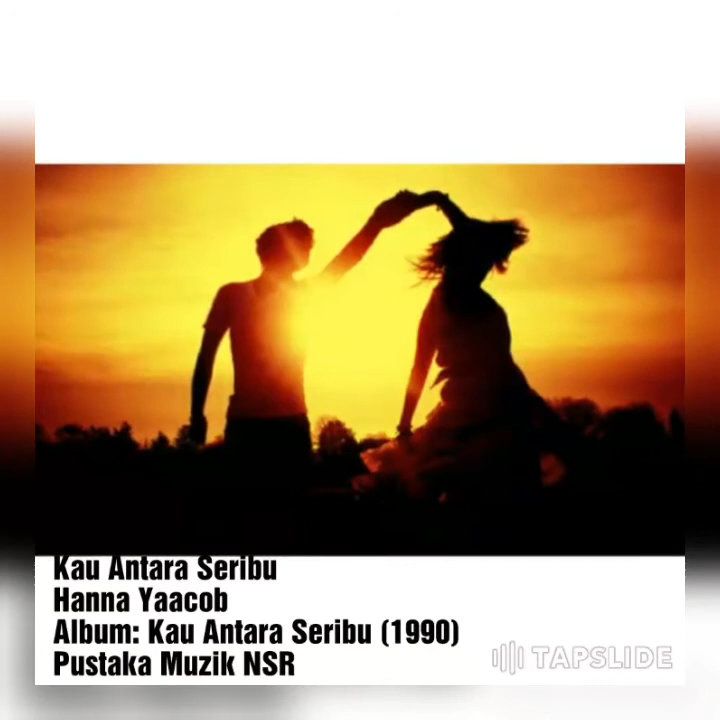 Kau Antara Seribu
Hanna Yaacob
Album: Kau Antara Seribu (1990)
Pustaka Muzik NSR
TAPSLIDE